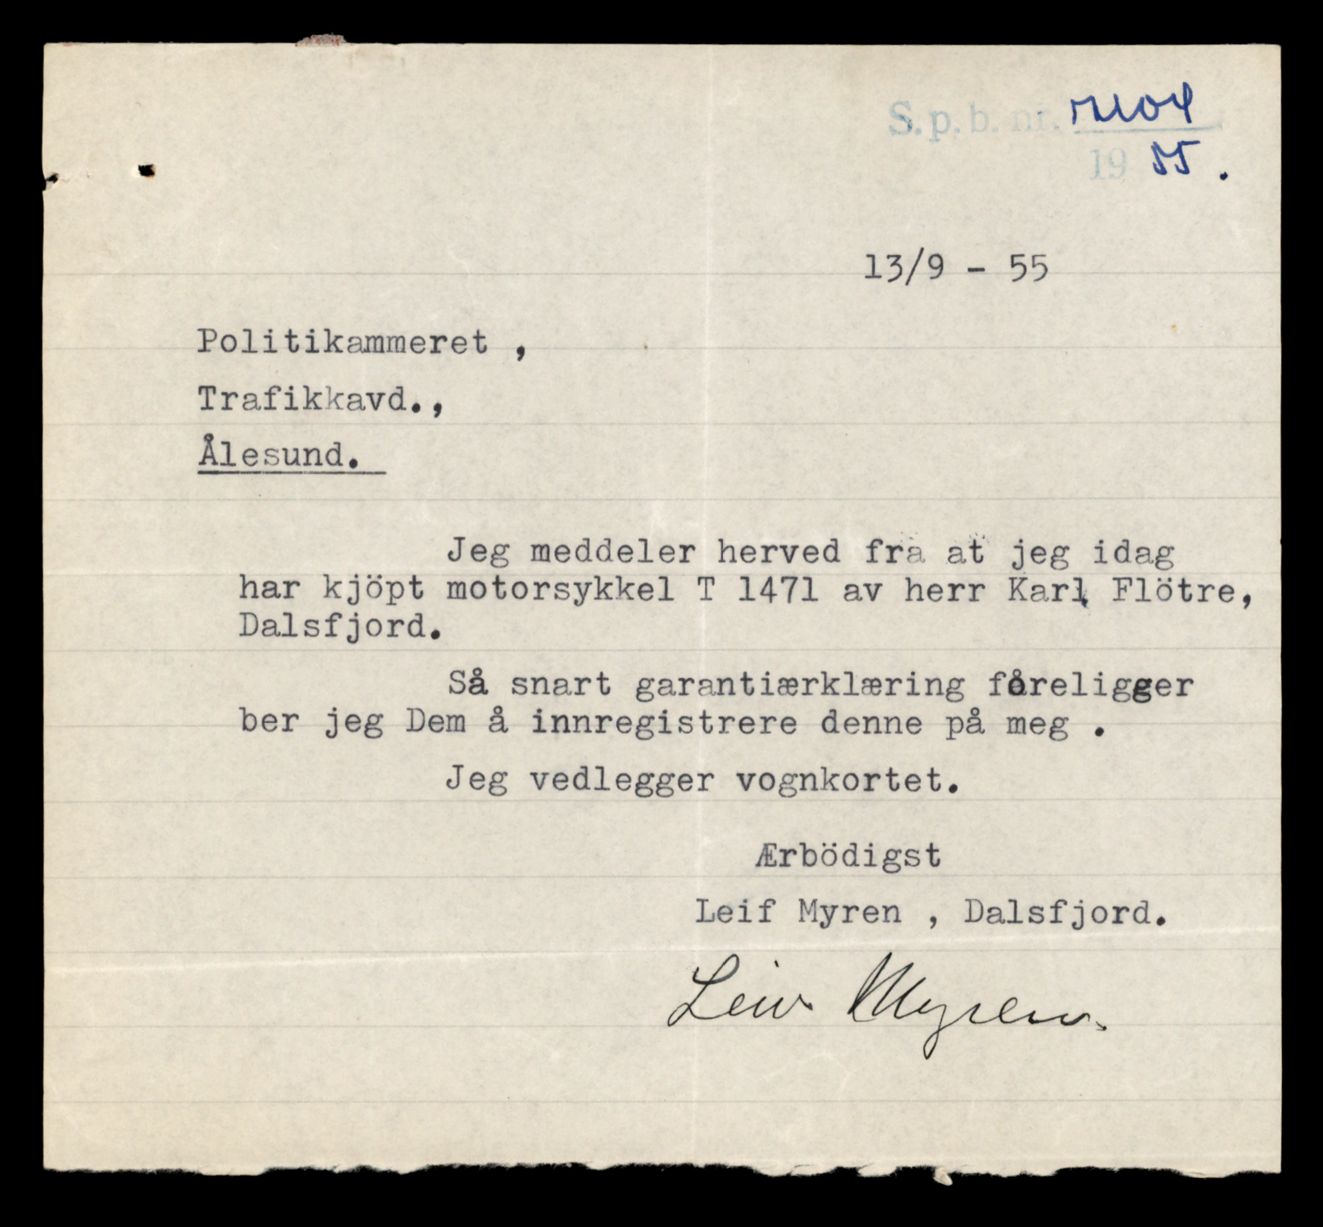 S.p.b. nr.
1955.
13/9 - 55
Politikammeret ,
Trafikkavd.,
Ålesund.
Jeg meddeler herved fra at jeg idag
har kjöpt motorsykkel T 1471 av herr Karl Flötre,
Dalsfjord.
Så snart garantiærklæring foreligger
ber jeg Dem å innregistrere denne på meg .
Jeg vedlegger vognkortet.
Ærbödigst
Leif Myren , Dalsfjord.
Leiv Myren.